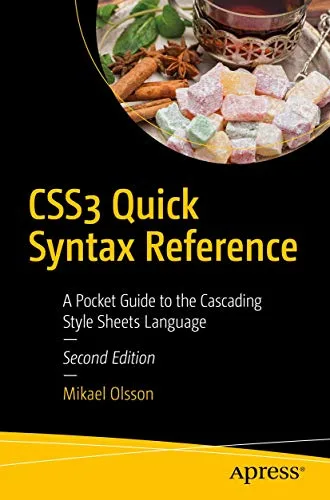 CSS3 Quick
Syntax Reference
A Pocket Guide to the Cascading
Style Sheets Language
—
Second Edition
—
Mikael Olsson
Apress®